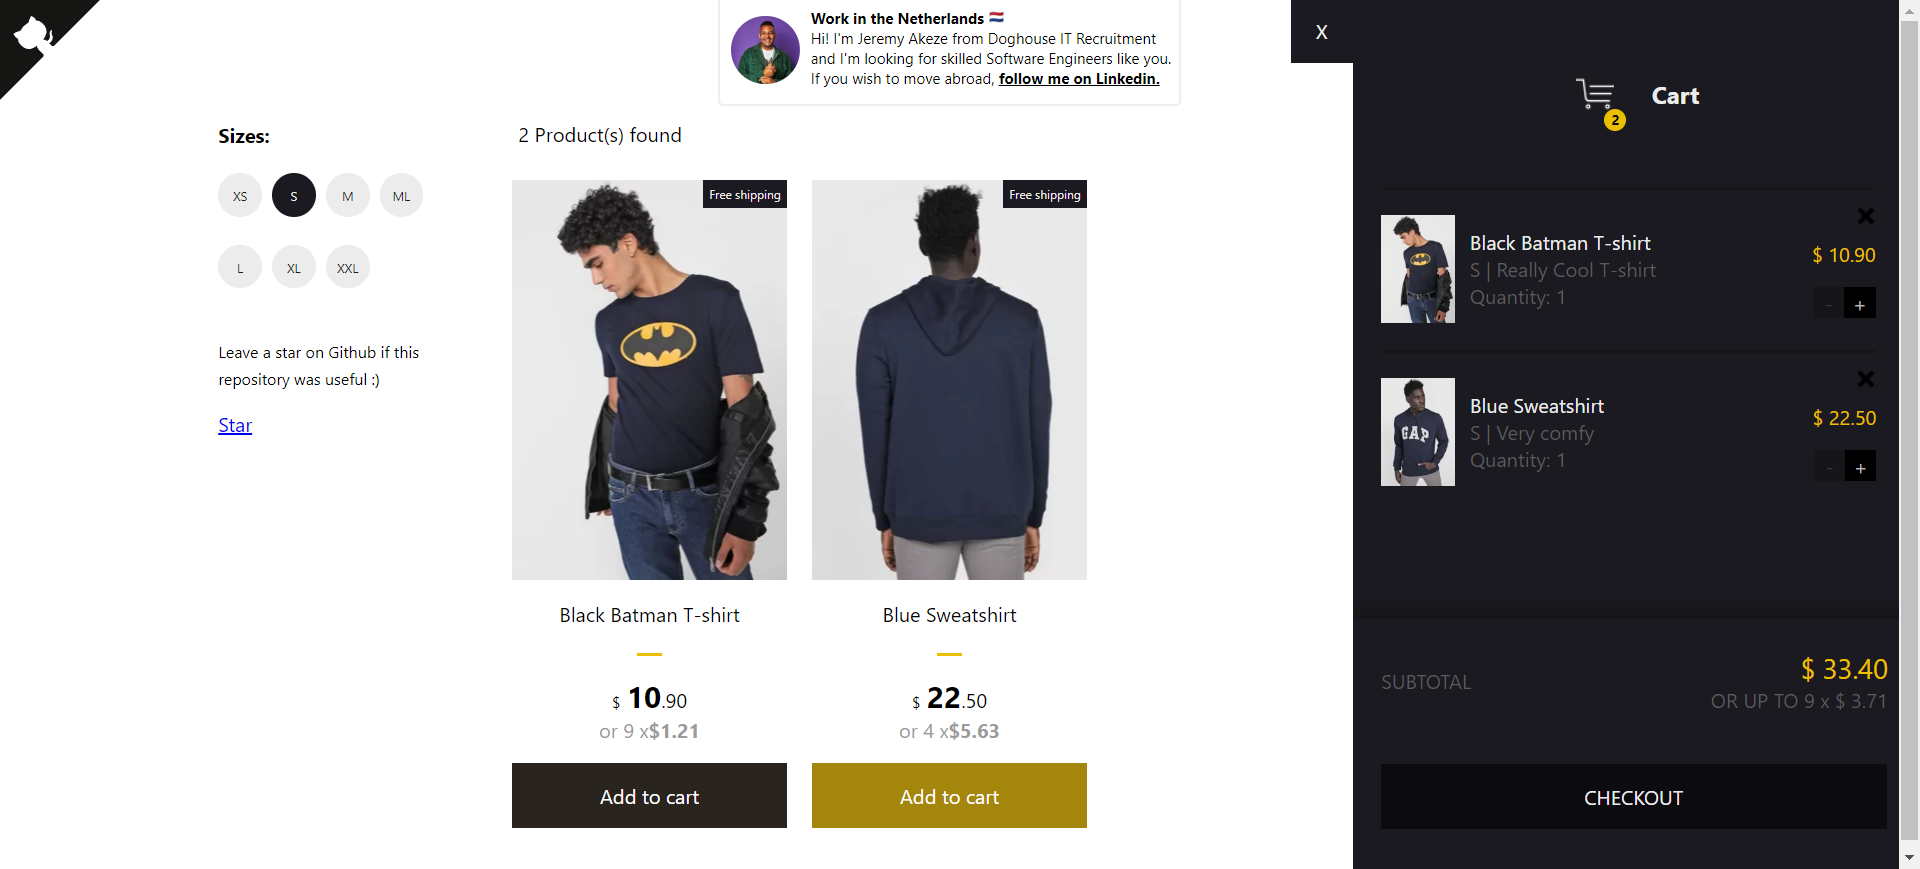 Work in the Netherlands 🇳🇱
Hi! I'm Jeremy Akeze from Doghouse IT Recruitment
and I'm looking for skilled Software Engineers like you.
If you wish to move abroad, follow me on Linkedin.
Sizes:
XS
S
M
ML
L
XL
XXL
Leave a star on Github if this
repository was useful :)
Star
2 Product(s) found
Free shipping
Black Batman T-shirt
$ 10.90
or 9 x$1.21
Add to cart
Free shipping
Blue Sweatshirt
$ 22.50
or 4 x$5.63
Add to cart
X
Cart
2
Black Batman T-shirt
S | Really Cool T-shirt
Quantity: 1
$ 10.90
- +
GAP
Blue Sweatshirt
S | Very comfy
Quantity: 1
$ 22.50
- +
SUBTOTAL
$ 33.40
OR UP TO 9 x $ 3.71
CHECKOUT